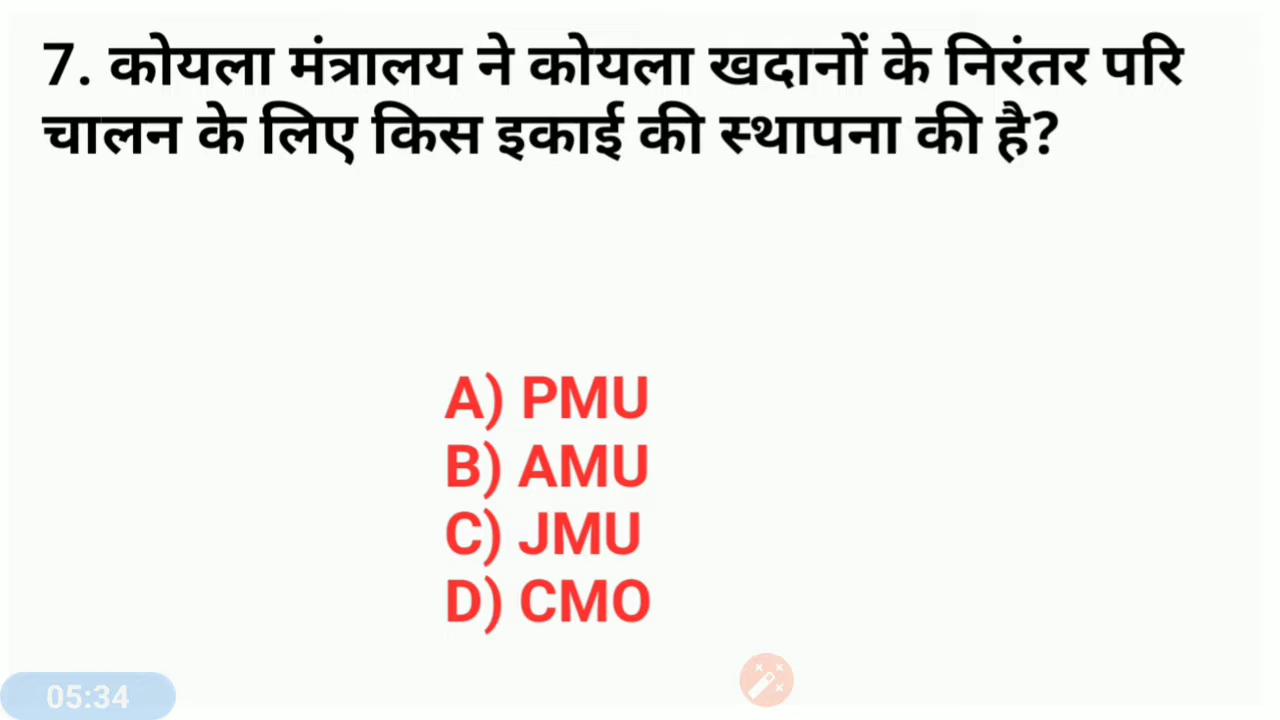 7. कोयला मंत्रालय ने कोयला खदानों के निरंतर परि
चालन के लिए किस इकाई की स्थापना की है?
A) PMU
B) AMU
C) JMU
D) CMO
05:34